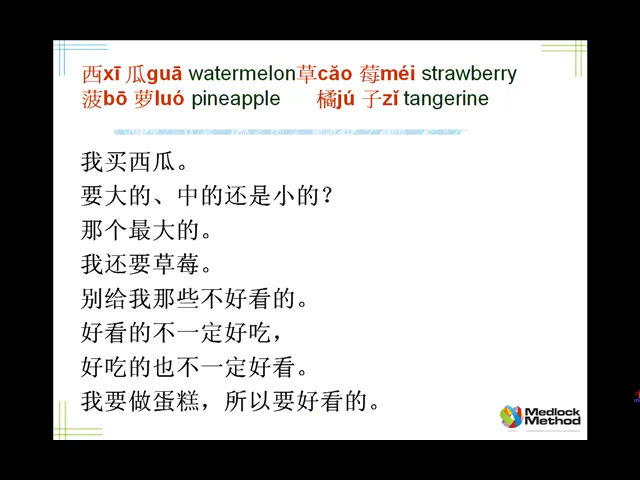 西xī 瓜guā watermelon草cǎo 莓méi strawberry
菠bō 萝luó pineapple 橘jú 子zǐ tangerine
我买西瓜。
要大的、中的还是小的？
那个最大的。
我还要草莓。
别给我那些不好看的。
好看的不一定好吃，
好吃的也不一定好看。
我要做蛋糕，所以要好看的。
Medlock
Method